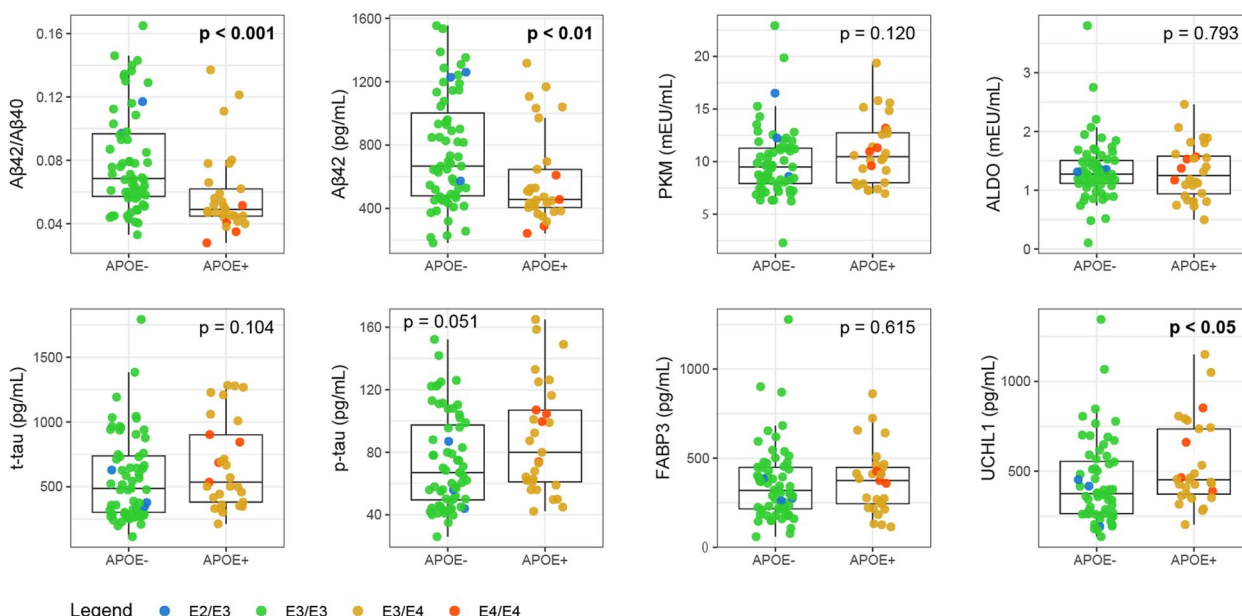 p < 0.001
0.16
0.12
0.08
0.04
Aβ42/Aβ40
APOE-
APOE+
p < 0.01
1600
1200
800
400
Aβ42 (pg/mL)
APOE-
APOE+
p = 0.120
20
15
10
5
PKM (mEU/mL)
APOE-
APOE+
p = 0.793
3
2
1
0
ALDO (mEU/mL)
APOE-
APOE+
p = 0.104
1500
1000
500
t-tau (pg/mL)
APOE-
APOE+
p = 0.051
160
120
80
40
p-tau (pg/mL)
APOE-
APOE+
p = 0.615
1000
500
0
FABP3 (pg/mL)
APOE-
APOE+
p < 0.05
1000
500
UCHL1 (pg/mL)
APOE-
APOE+
Legend E2/E3 E3/E3 E3/E4 E4/E4